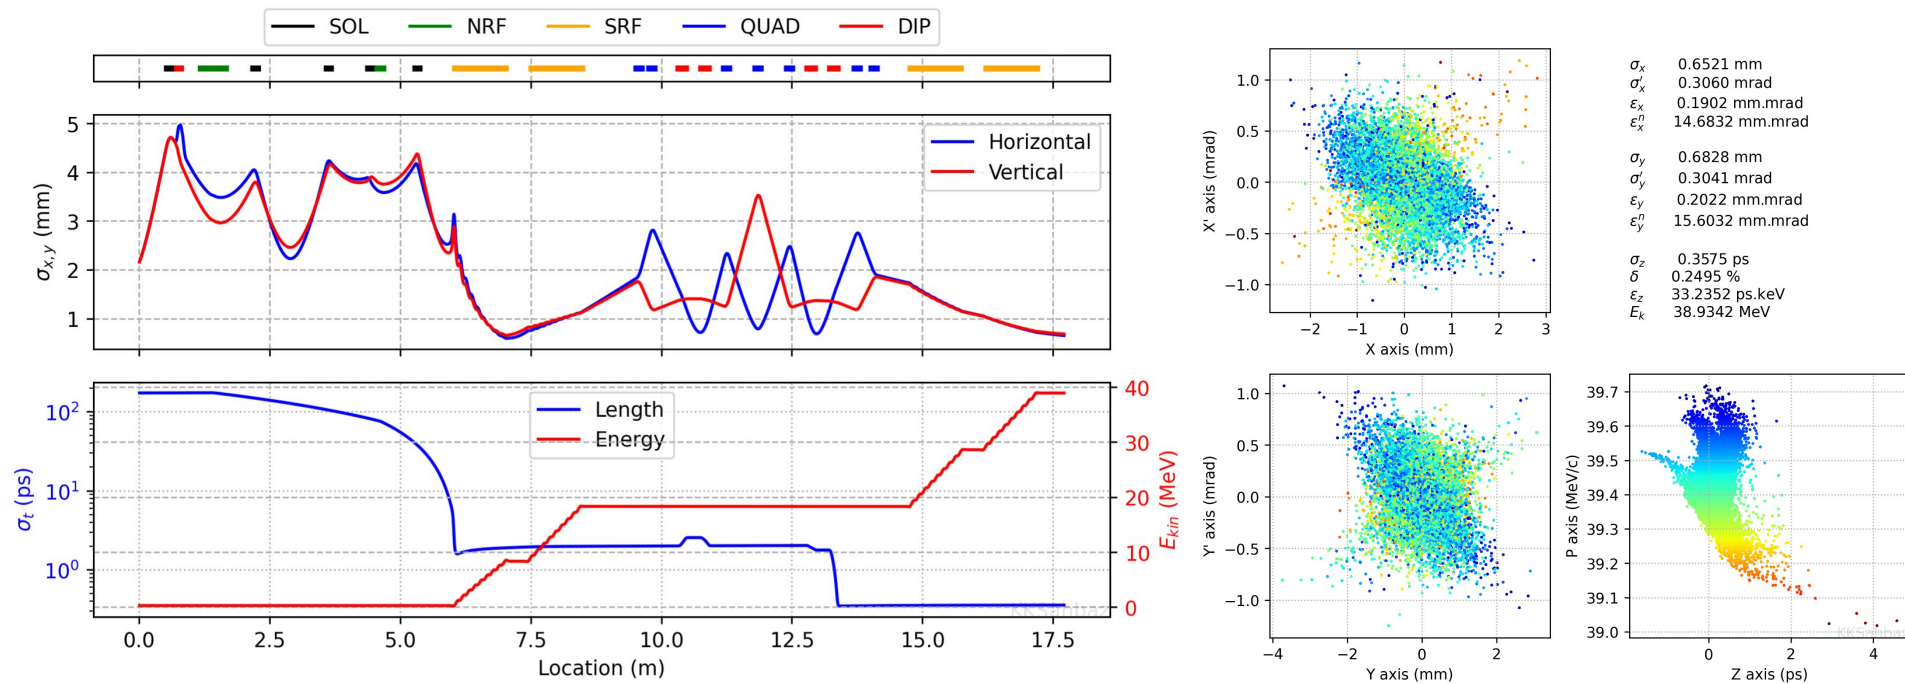 SOL NRF SRF QUAD DIP
5
4
3
2
1
σx,y (mm)
Horizontal
Vertical
10²
10¹
10⁰
σt (ps)
Length
Energy
40
30
20
10
0
Ekin (MeV)
0.0 2.5 5.0 7.5 10.0 12.5 15.0 17.5
Location (m)
1.0
0.5
0.0
−0.5
−1.0
X' axis (mrad)
−2 −1 0 1 2 3
X axis (mm)
σx 0.6521 mm
σ′x 0.3060 mrad
εx 0.1902 mm.mrad
εⁿx 14.6832 mm.mrad
σy 0.6828 mm
σ′y 0.3041 mrad
εy 0.2022 mm.mrad
εⁿy 15.6032 mm.mrad
σz 0.3575 ps
δ 0.2495 %
εz 33.2352 ps.keV
Ek 38.9342 MeV
1.0
0.5
0.0
−0.5
−1.0
Y' axis (mrad)
−4 −2 0 2
Y axis (mm)
39.7
39.6
39.5
39.4
39.3
39.2
39.1
39.0
P axis (MeV/c)
0 2 4
Z axis (ps)